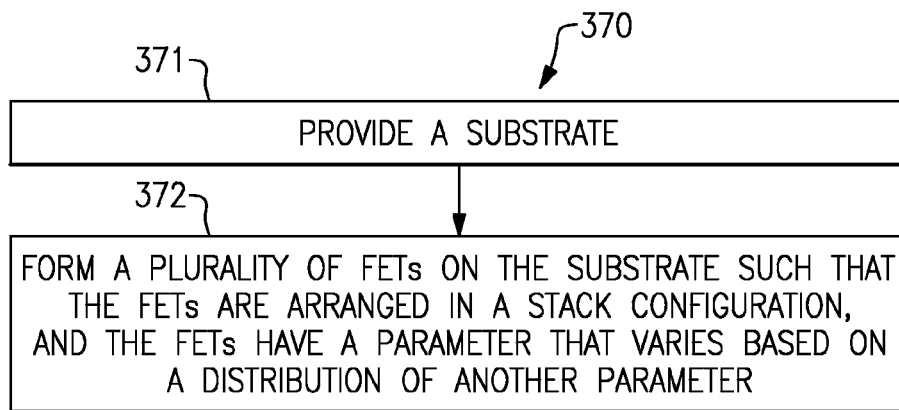 370
371
PROVIDE A SUBSTRATE
372
FORM A PLURALITY OF FETs ON THE SUBSTRATE SUCH THAT
THE FETs ARE ARRANGED IN A STACK CONFIGURATION,
AND THE FETs HAVE A PARAMETER THAT VARIES BASED ON
A DISTRIBUTION OF ANOTHER PARAMETER